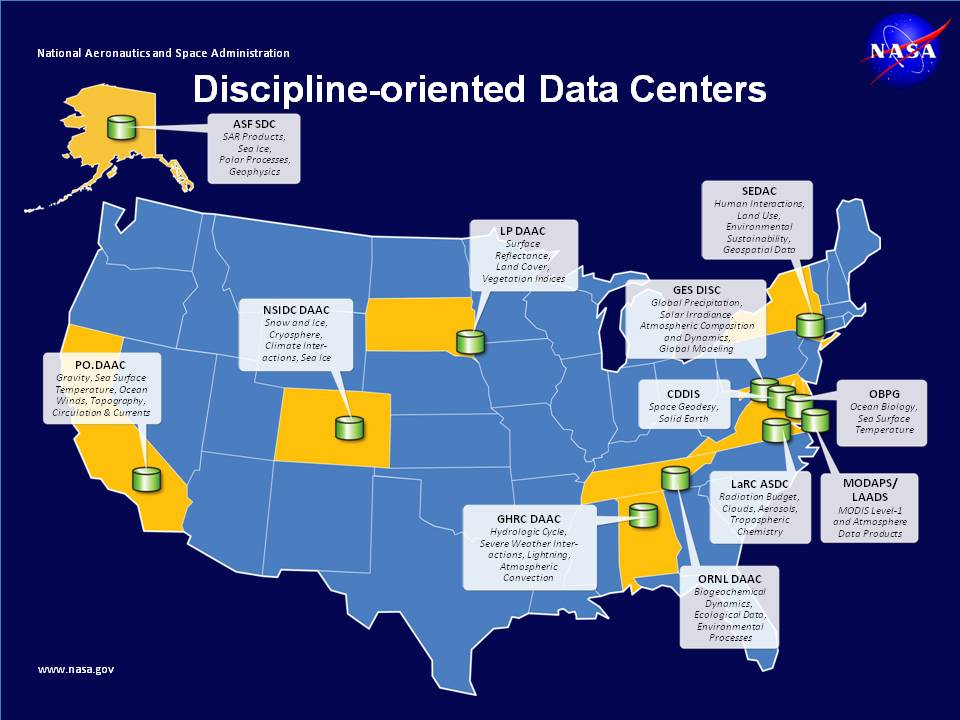 National Aeronautics and Space Administration
NASA
Discipline-oriented Data Centers
ASF SDC
SAR Products,
Sea Ice,
Polar Processes,
Geophysics
SEDAC
Human Interactions,
Land Use,
Environmental
Sustainability,
Geospatial Data
LP DAAC
Surface
Reflectance,
Land Cover,
Vegetation Indices
GES DISC
Global Precipitation,
Solar Irradiance,
Atmospheric Composition
and Dynamics,
Global Modeling
NSIDC DAAC
Snow and Ice,
Cryosphere,
Climate Inter-
actions, Sea Ice
PO.DAAC
Gravity, Sea Surface
Temperature, Ocean
Winds, Topography,
Circulation & Currents
CDDIS
Space Geodesy,
Solid Earth
OBPG
Ocean Biology,
Sea Surface
Temperature
LaRC ASDC
Radiation Budget,
Clouds, Aerosols,
Tropospheric
Chemistry
MODAPS/
LAADS
MODIS Level-1
and Atmosphere
Data Products
GHRC DAAC
Hydrologic Cycle,
Severe Weather Inter-
actions, Lightning,
Atmospheric
Convection
ORNL DAAC
Biogeochemical
Dynamics,
Ecological Data,
Environmental
Processes
www.nasa.gov